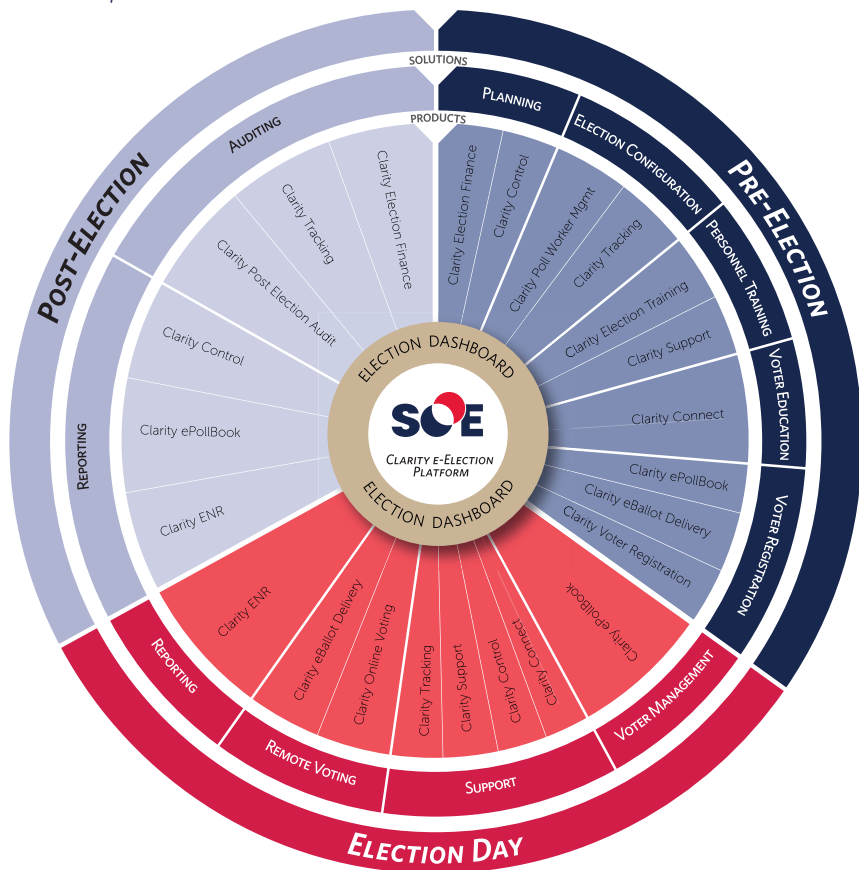 SOLUTIONS
PRODUCTS
PRE-ELECTION
PLANNING
Clarity Election Finance
Clarity Control
ELECTION CONFIGURATION
Clarity Poll Worker Mgmt
Clarity Tracking
PERSONNEL TRAINING
Clarity Election Training
Clarity Support
VOTER EDUCATION
Clarity Connect
VOTER REGISTRATION
Clarity ePollBook
Clarity eBallot Delivery
Clarity Voter Registration
ELECTION DAY
VOTER MANAGEMENT
Clarity ePollBook
SUPPORT
Clarity Connect
Clarity Control
Clarity Support
Clarity Tracking
REMOTE VOTING
Clarity Online Voting
Clarity eBallot Delivery
REPORTING
Clarity ENR
POST-ELECTION
REPORTING
Clarity ENR
Clarity ePollBook
Clarity Control
AUDITING
Clarity Post Election Audit
Clarity Tracking
Clarity Election Finance
ELECTION DASHBOARD
SOE
CLARITY E-ELECTION
PLATFORM
ELECTION DASHBOARD